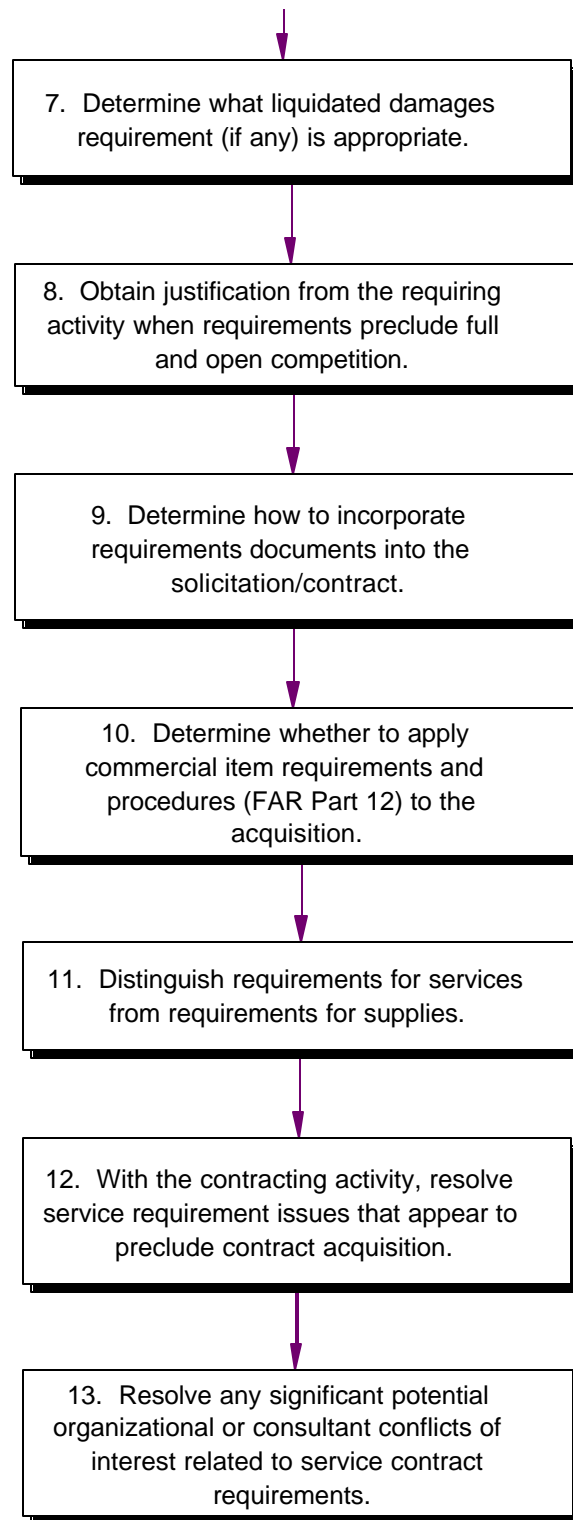 7. Determine what liquidated damages
requirement (if any) is appropriate.
8. Obtain justification from the requiring
activity when requirements preclude full
and open competition.
9. Determine how to incorporate
requirements documents into the
solicitation/contract.
10. Determine whether to apply
commercial item requirements and
procedures (FAR Part 12) to the
acquisition.
11. Distinguish requirements for services
from requirements for supplies.
12. With the contracting activity, resolve
service requirement issues that appear to
preclude contract acquisition.
13. Resolve any significant potential
organizational or consultant conflicts of
interest related to service contract
requirements.